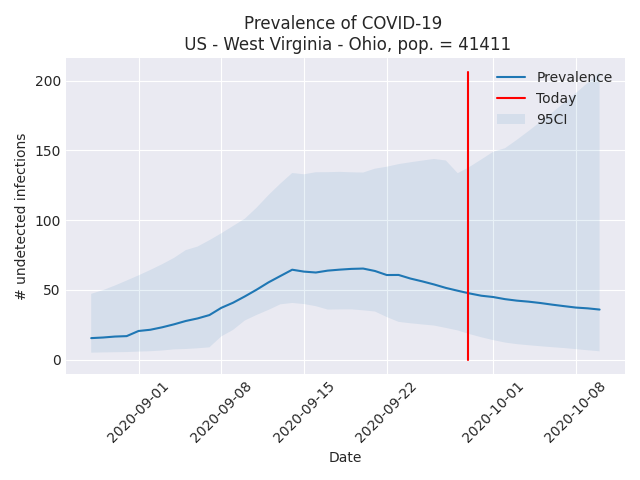 Prevalence of COVID-19
US - West Virginia - Ohio, pop. = 41411
Prevalence
Today
95CI
200
150
100
50
0
# undetected infections
2020-09-01
2020-09-08
2020-09-15
2020-09-22
2020-10-01
2020-10-08
Date